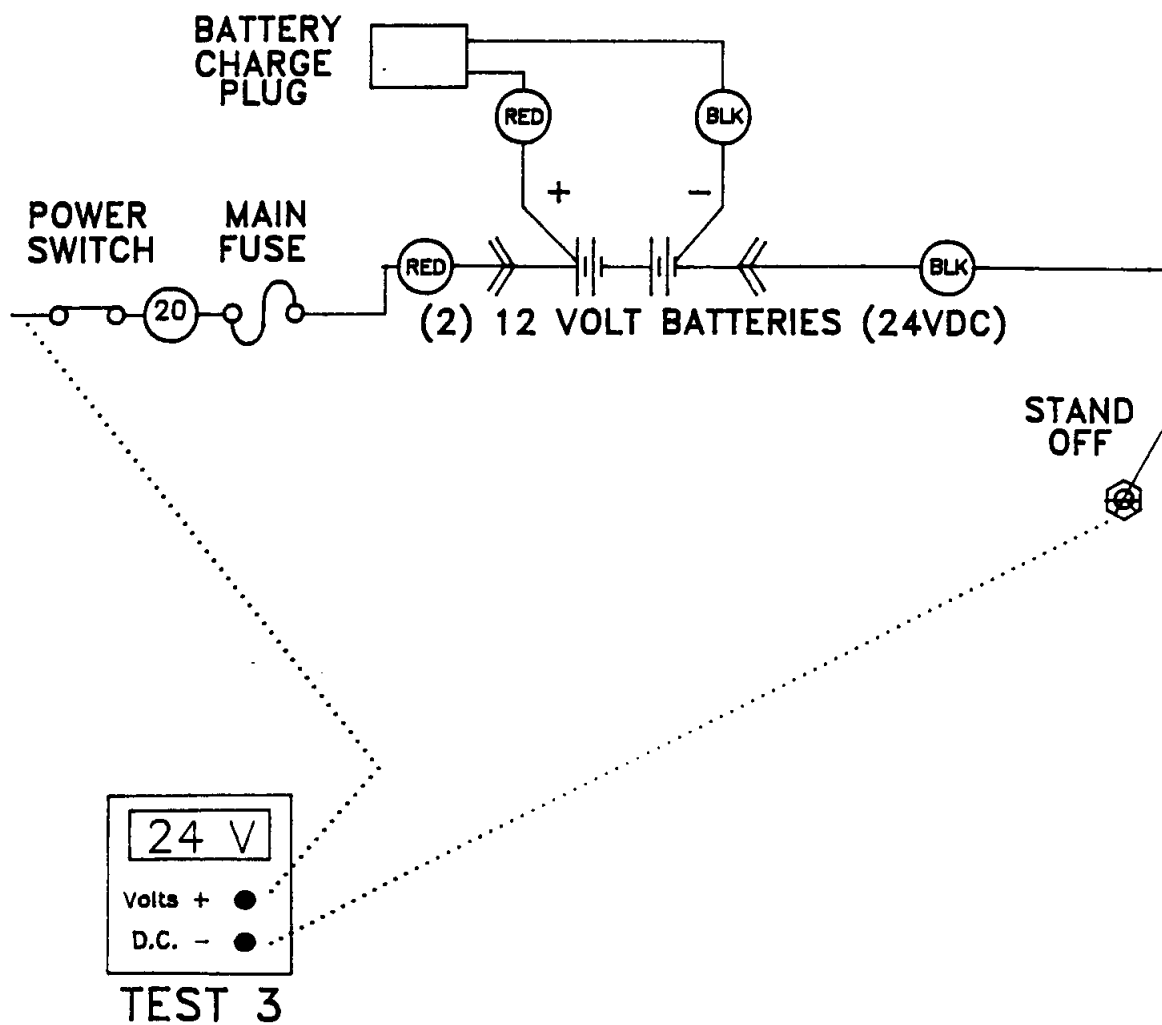 BATTERY
CHARGE
PLUG
RED
BLK
+
−
POWER
SWITCH
MAIN
FUSE
20
RED
BLK
(2) 12 VOLT BATTERIES (24VDC)
STAND
OFF
24 V
Volts +
D.C. -
TEST 3